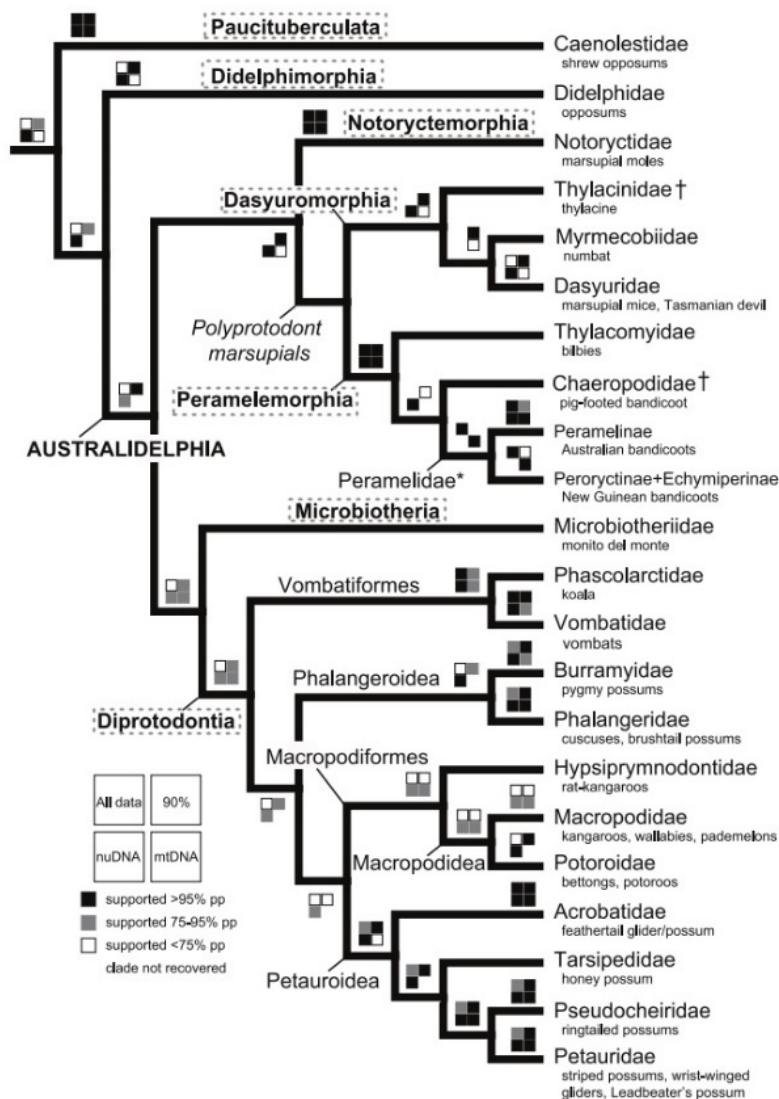 Paucituberculata
Caenolestidae
shrew opposums
Didelphimorphia
Didelphidae
opposums
Notoryctemorphia
Notoryctidae
marsupial moles
Dasyuromorphia
Thylacinidae†
thylacine
Myrmecobiidae
numbat
Dasyuridae
marsupial mice, Tasmanian devil
Polyprotodont
marsupials
Thylacomyidae
bilbies
Peramelemorphia
Chaeropodidae†
pig-footed bandicoot
Peramelinae
Australian bandicoots
AUSTRALIDELPHIA
Peramelidae*
Peroryctinae+Echymiperinae
New Guinean bandicoots
Microbiotheria
Microbiotheriidae
monito del monte
Vombatiformes
Phascolarctidae
koala
Vombatidae
vombats
Phalangeroidea
Burramyidae
pygmy possums
Diprotodontia
Phalangeridae
cuscuses, brushtail possums
Macropodiformes
Hypsiprymnodontidae
rat-kangaroos
Macropodidae
kangaroos, wallabies, pademelons
Macropodidea
Potoroidae
bettongs, potoroos
Acrobatidae
feathertail glider/possum
Petauroidea
Tarsipedidae
honey possum
Pseudocheiridae
ringtailed possums
Petauridae
striped possums, wrist-winged
gliders, Leadbeater's possum
All data
90%
nuDNA
mtDNA
supported >95% pp
supported 75-95% pp
supported <75% pp
clade not recovered